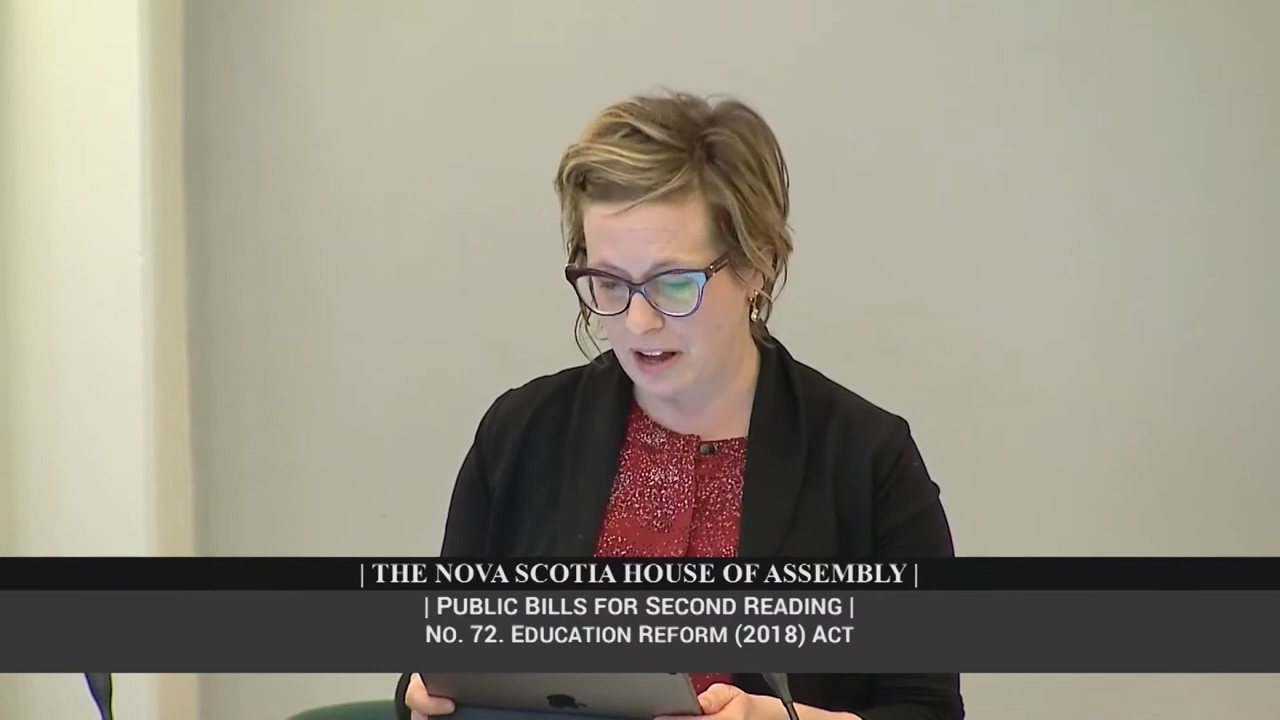 | THE NOVA SCOTIA HOUSE OF ASSEMBLY |
| PUBLIC BILLS FOR SECOND READING |
NO. 72. EDUCATION REFORM (2018) ACT